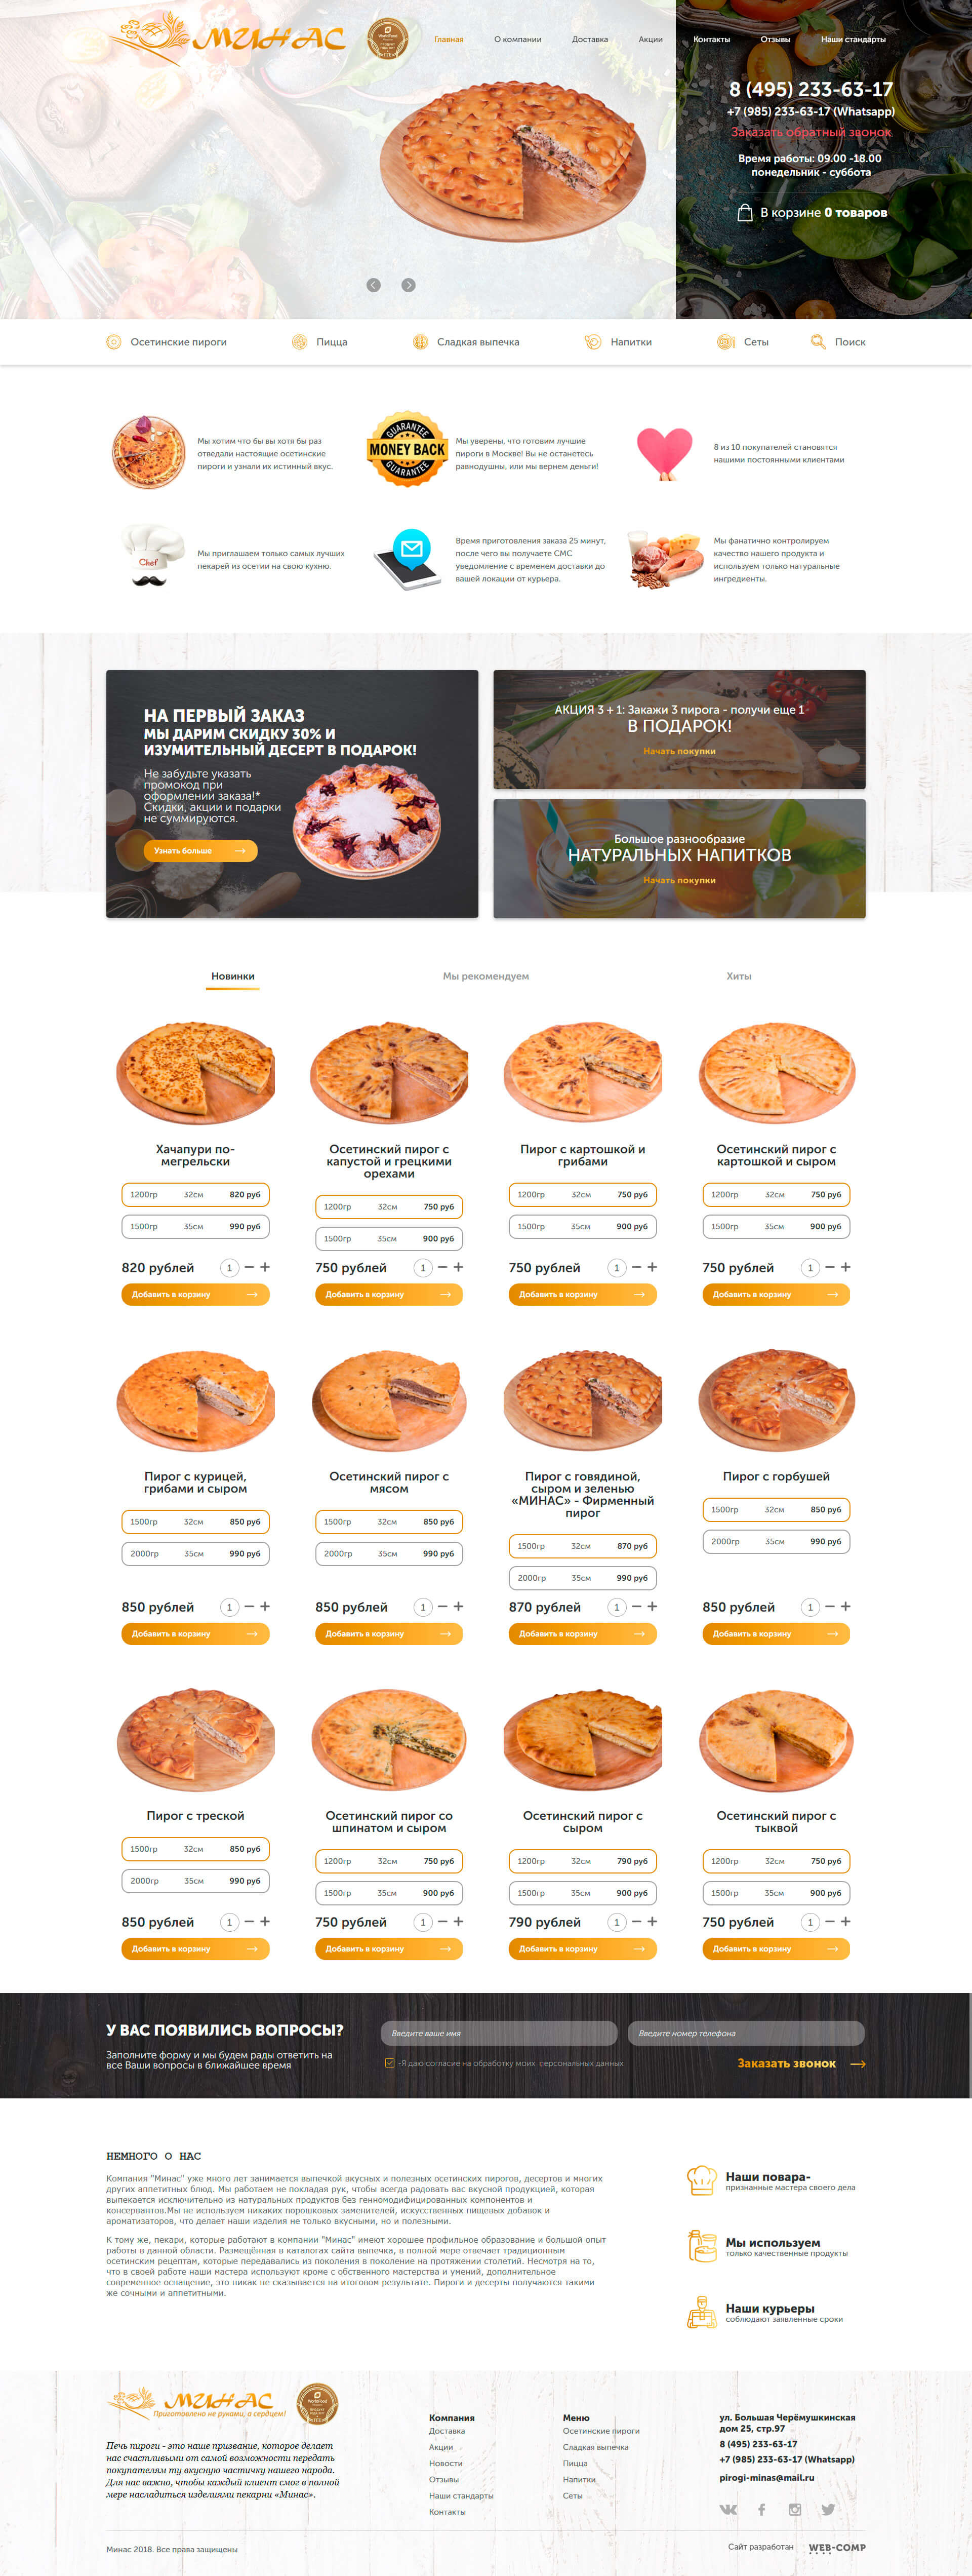 МИНАС
Главная
О компании
Доставка
Акции
Контакты
Отзывы
Наши стандарты
8 (495) 233-63-17
+7 (985) 233-63-17 (Whatsapp)
Заказать обратный звонок
Время работы: 09.00 -18.00
понедельник - суббота
В корзине 0 товаров
Осетинские пироги
Пицца
Сладкая выпечка
Напитки
Сеты
Поиск
Мы хотим что бы вы хотя бы раз
отведали настоящие осетинские
пироги и узнали их истинный вкус.
GUARANTEE
MONEY BACK
GUARANTEE
Мы уверены, что готовим лучшие
пироги в Москве! Вы не останетесь
равнодушны, или мы вернем деньги!
8 из 10 покупателей становятся
нашими постоянными клиентами
Chef
Мы приглашаем только самых лучших
пекарей из осетии на свою кухню.
Время приготовления заказа 25 минут,
после чего вы получаете СМС
уведомление с временем доставки до
вашей локации от курьера.
Мы фанатично контролируем
качество нашего продукта и
используем только натуральные
ингредиенты.
НА ПЕРВЫЙ ЗАКАЗ
МЫ ДАРИМ СКИДКУ 30% И
ИЗУМИТЕЛЬНЫЙ ДЕСЕРТ В ПОДАРОК!
Не забудьте указать
промокод при
оформлении заказа!*
Скидки, акции и подарки
не суммируются.
Узнать больше
АКЦИЯ 3 + 1: Закажи 3 пирога - получи еще 1
В ПОДАРОК!
Начать покупки
Большое разнообразие
НАТУРАЛЬНЫХ НАПИТКОВ
Начать покупки
Новинки
Мы рекомендуем
Хиты
Хачапури по-
мегрельски
1200гр 32см 820 руб
1500гр 35см 990 руб
820 рублей 1
Добавить в корзину
Осетинский пирог с
капустой и грецкими
орехами
1200гр 32см 750 руб
1500гр 35см 900 руб
750 рублей 1
Добавить в корзину
Пирог с картошкой и
грибами
1200гр 32см 750 руб
1500гр 35см 900 руб
750 рублей 1
Добавить в корзину
Осетинский пирог с
картошкой и сыром
1200гр 32см 750 руб
1500гр 35см 900 руб
750 рублей 1
Добавить в корзину
Пирог с курицей,
грибами и сыром
1500гр 32см 850 руб
2000гр 35см 990 руб
850 рублей 1
Добавить в корзину
Осетинский пирог с
мясом
1500гр 32см 850 руб
2000гр 35см 990 руб
850 рублей 1
Добавить в корзину
Пирог с говядиной,
сыром и зеленью
«МИНАС» - Фирменный
пирог
1500гр 32см 870 руб
2000гр 35см 990 руб
870 рублей 1
Добавить в корзину
Пирог с горбушей
1500гр 32см 850 руб
2000гр 35см 990 руб
850 рублей 1
Добавить в корзину
Пирог с треской
1500гр 32см 850 руб
2000гр 35см 990 руб
850 рублей 1
Добавить в корзину
Осетинский пирог со
шпинатом и сыром
1200гр 32см 750 руб
1500гр 35см 900 руб
750 рублей 1
Добавить в корзину
Осетинский пирог с
сыром
1200гр 32см 790 руб
1500гр 35см 900 руб
790 рублей 1
Добавить в корзину
Осетинский пирог с
тыквой
1200гр 32см 750 руб
1500гр 35см 900 руб
750 рублей 1
Добавить в корзину
У ВАС ПОЯВИЛИСЬ ВОПРОСЫ?
Заполните форму и мы будем рады ответить на
все Ваши вопросы в ближайшее время
Введите ваше имя
Введите номер телефона
-Я даю согласие на обработку моих персональных данных
Заказать звонок
НЕМНОГО О НАС
Компания "Минас" уже много лет занимается выпечкой вкусных и полезных осетинских пирогов, десертов и многих
других аппетитных блюд. Мы работаем не покладая рук, чтобы всегда радовать вас вкусной продукцией, которая
выпекается исключительно из натуральных продуктов без генномодифицированных компонентов и
консервантов.Мы не используем никаких порошковых заменителей, искусственных пищевых добавок и
ароматизаторов, что делает наши изделия не только вкусными, но и полезными.
К тому же, пекари, которые работают в компании "Минас" имеют хорошее профильное образование и большой опыт
работы в данной области. Размещённая в каталогах сайта выпечка, в полной мере отвечает традиционным
осетинским рецептам, которые передавались из поколения в поколение на протяжении столетий. Несмотря на то,
что в своей работе наши мастера используют кроме с обственного мастерства и умений, дополнительное
современное оснащение, это никак не сказывается на итоговом результате. Пироги и десерты получаются такими
же сочными и аппетитными.
Наши повара-
признанные мастера своего дела
Мы используем
только качественные продукты
Наши курьеры
соблюдают заявленные сроки
МИНАС
Приготовлено не руками, а сердцем!
Печь пироги - это наше призвание, которое делает
нас счастливыми от самой возможности передать
покупателям ту вкусную частичку нашего народа.
Для нас важно, чтобы каждый клиент смог в полной
мере насладиться изделиями пекарни «Минас».
Компания
Доставка
Акции
Новости
Отзывы
Наши стандарты
Контакты
Меню
Осетинские пироги
Сладкая выпечка
Пицца
Напитки
Сеты
ул. Большая Черёмушкинская
дом 25, стр.97
8 (495) 233-63-17
+7 (985) 233-63-17 (Whatsapp)
pirogi-minas@mail.ru
Минас 2018. Все права защищены
Сайт разработан WEB-COMP